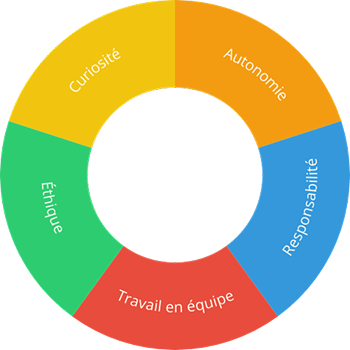 Curiosité
Autonomie
Responsabilité
Travail en équipe
Éthique